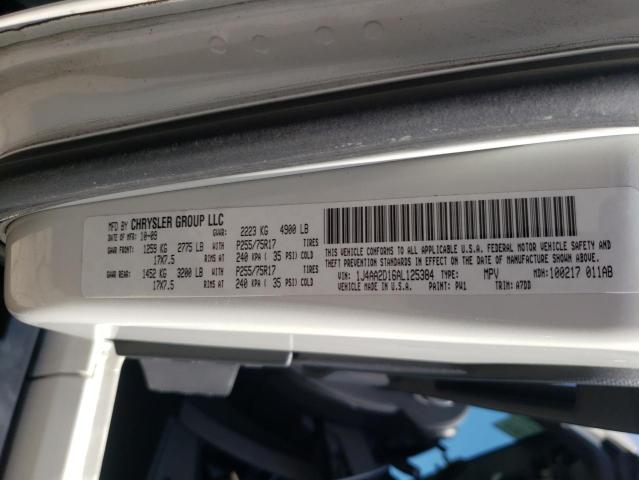 MFD BY CHRYSLER GROUP LLC
DATE OF MFR: 10-09 GVWR: 2223 KG 4900 LB
GAWR FRONT: 1259 KG 2775 LB WITH P255/75R17 TIRES
17X7.5 RIMS AT 240 KPA ( 35 PSI) COLD
GAWR REAR: 1452 KG 3200 LB WITH P255/75R17 TIRES
17X7.5 RIMS AT 240 KPA ( 35 PSI) COLD
THIS VEHICLE CONFORMS TO ALL APPLICABLE U.S.A. FEDERAL MOTOR VEHICLE SAFETY AND
THEFT PREVENTION STANDARDS IN EFFECT ON THE DATE OF MANUFACTURE SHOWN ABOVE.
VIN: 1J4AA2D16AL125384 TYPE: MPV MDH: 100217 011AB
VEHICLE MADE IN U.S.A. PAINT: PW1 TRIM: A7DD